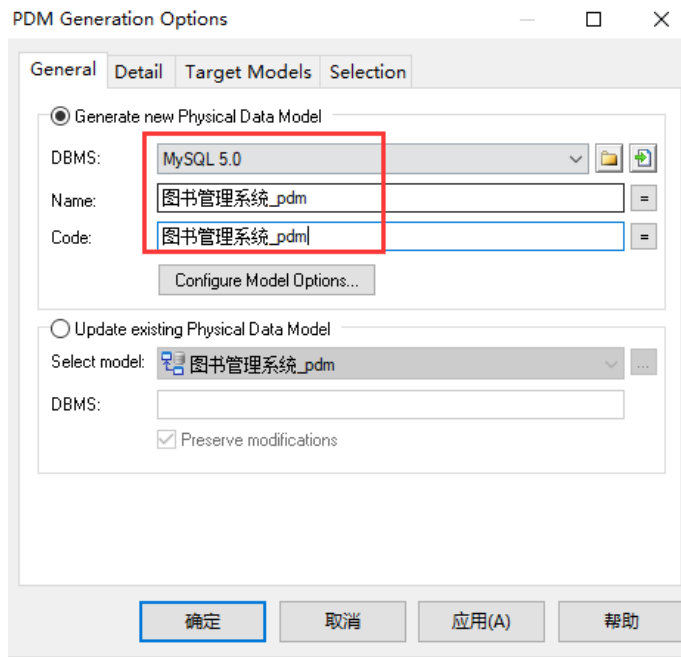 PDM Generation Options
General Detail Target Models Selection
Generate new Physical Data Model
DBMS: MySQL 5.0
Name: 图书管理系统_pdm =
Code: 图书管理系统_pdm =
Configure Model Options...
Update existing Physical Data Model
Select model: 图书管理系统_pdm ...
DBMS:
Preserve modifications
确定 取消 应用(A) 帮助